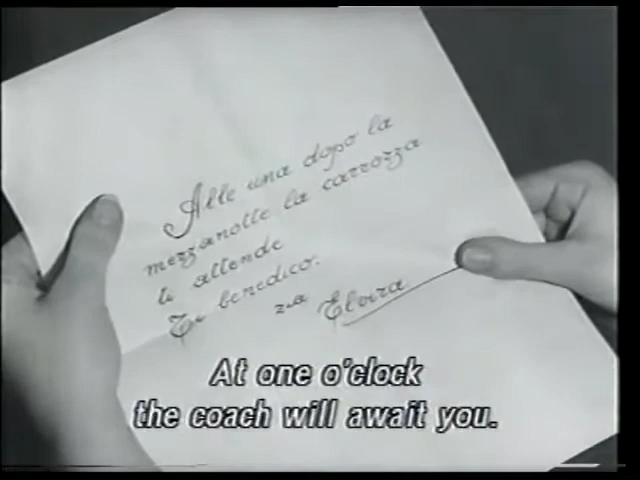 Alle una dopo la
mezzanotte la carrozza
ti attende
Ti benedico.
zia Elvira
At one o'clock
the coach will await you.